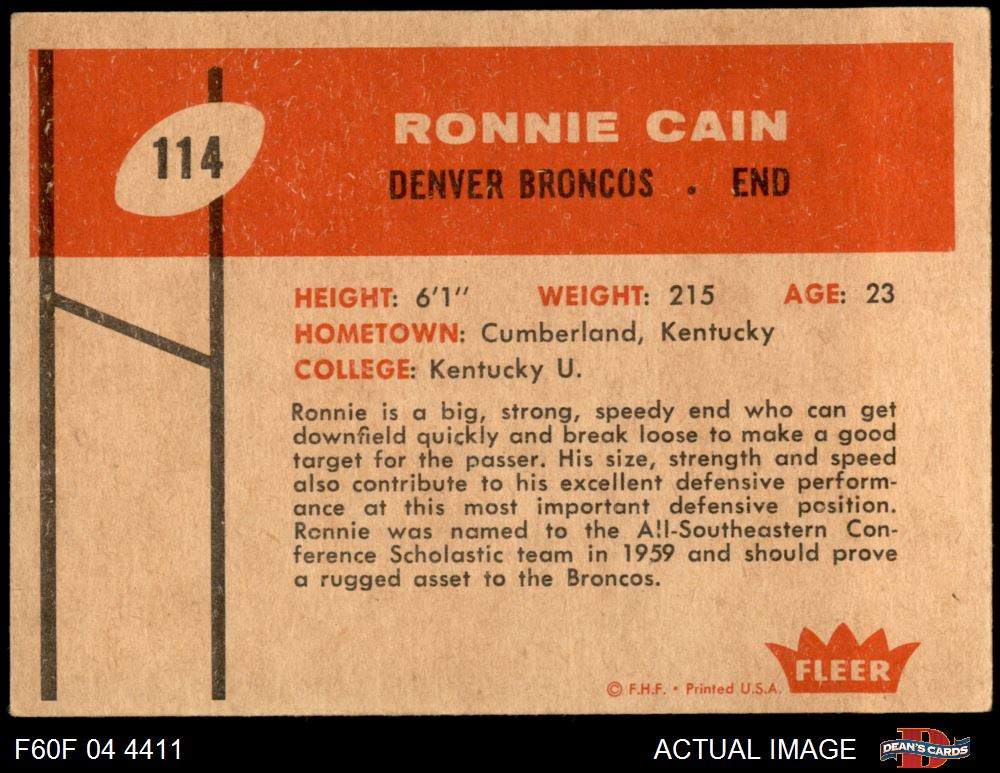 114
RONNIE CAIN
DENVER BRONCOS . END
HEIGHT: 6'1" WEIGHT: 215 AGE: 23
HOMETOWN: Cumberland, Kentucky
COLLEGE: Kentucky U.
Ronnie is a big, strong, speedy end who can get
downfield quickly and break loose to make a good
target for the passer. His size, strength and speed
also contribute to his excellent defensive perform-
ance at this most important defensive position.
Ronnie was named to the All-Southeastern Con-
ference Scholastic team in 1959 and should prove
a rugged asset to the Broncos.
FLEER
© F.H.F. • Printed U.S.A.
F60F 04 4411
ACTUAL IMAGE
DEAN'S CARDS